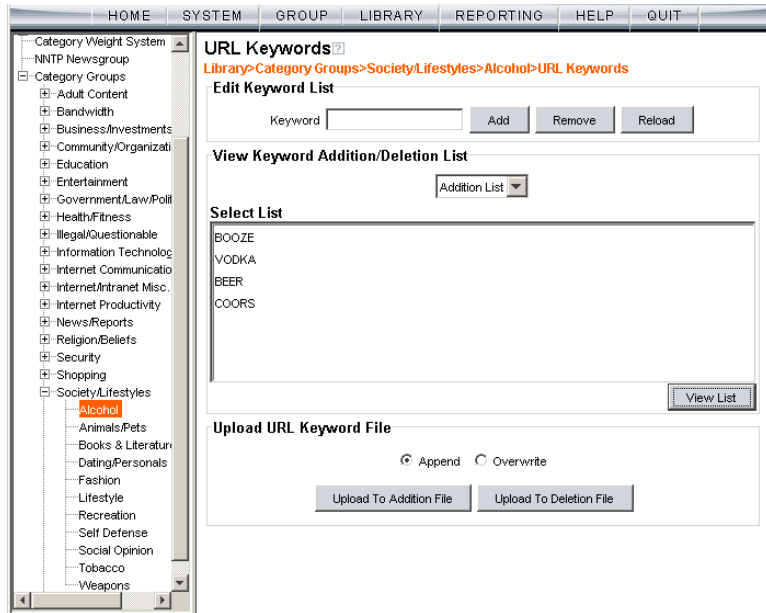 HOME SYSTEM GROUP LIBRARY REPORTING HELP QUIT
Category Weight System
NNTP Newsgroup
Category Groups
Adult Content
Bandwidth
Business/Investments
Community/Organizati
Education
Entertainment
Government/Law/Polit
Health/Fitness
Illegal/Questionable
Information Technolog
Internet Communicatio
Internet/Intranet Misc.
Internet Productivity
News/Reports
Religion/Beliefs
Security
Shopping
Society/Lifestyles
Alcohol
Animals/Pets
Books & Literature
Dating/Personals
Fashion
Lifestyle
Recreation
Self Defense
Social Opinion
Tobacco
Weapons
URL Keywords?
Library>Category Groups>Society/Lifestyles>Alcohol>URL Keywords
Edit Keyword List
Keyword Add Remove Reload
View Keyword Addition/Deletion List
Addition List
Select List
BOOZE
VODKA
BEER
COORS
View List
Upload URL Keyword File
Append Overwrite
Upload To Addition File Upload To Deletion File